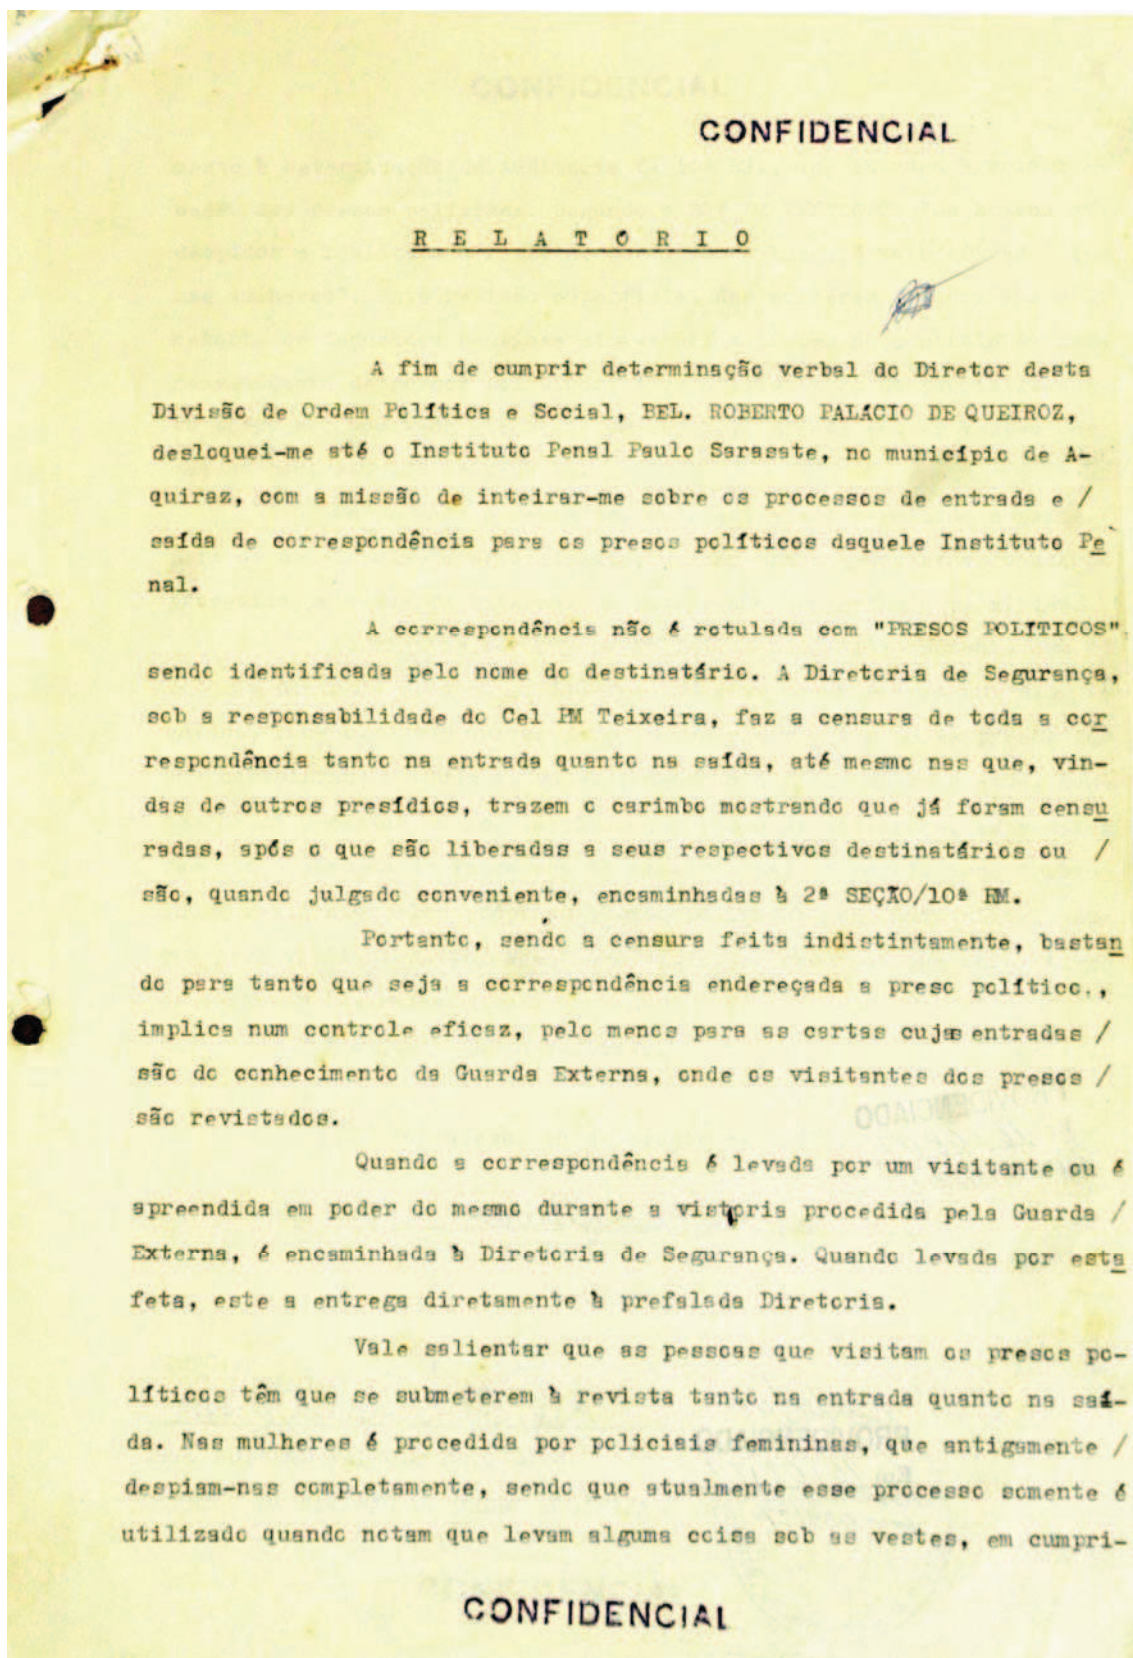 CONFIDENCIAL
R E L A T O R I O
A fim de cumprir determinação verbal do Diretor desta
Divisão de Ordem Política e Social, BEL. ROBERTO PALÁCIO DE QUEIROZ,
desloquei-me até o Instituto Penal Paulo Sarasate, no município de A-
quiraz, com a missão de inteirar-me sobre os processos de entrada e /
saída de correspondência para os presos políticos daquele Instituto Pe
nal.
A correspondência não é rotulada com "PRESOS POLITICOS".
sendo identificada pelo nome do destinatário. A Diretoria de Segurança,
sob a responsabilidade do Cel PM Teixeira, faz a censura de toda a cor
respondência tanto na entrada quanto na saída, até mesmo nas que, vin-
das de outros presídios, trazem o carimbo mostrando que já foram censu
radas, após o que são liberadas a seus respectivos destinatários ou /
são, quando julgado conveniente, encaminhadas à 2ª SEÇÃO/10ª RM.
Portanto, sendo a censura feita indistintamente, bastan
do para tanto que seja a correspondência endereçada a preso político.,
implica num controle eficaz, pelo menos para as cartas cujas entradas /
são do conhecimento da Guarda Externa, onde os visitantes dos presos /
são revistados.
Quando a correspondência é levada por um visitante ou é
apreendida em poder do mesmo durante a vistoria procedida pela Guarda /
Externa, é encaminhada à Diretoria de Segurança. Quando levada por esta
feta, este a entrega diretamente à prefalada Diretoria.
Vale salientar que as pessoas que visitam os presos po-
líticos têm que se submeterem à revista tanto na entrada quanto na saí-
da. Nas mulheres é procedida por policiais femininas, que antigamente /
despiam-nas completamente, sendo que atualmente esse processo somente é
utilizado quando notam que levam alguma coisa sob as vestes, em cumpri-
CONFIDENCIAL